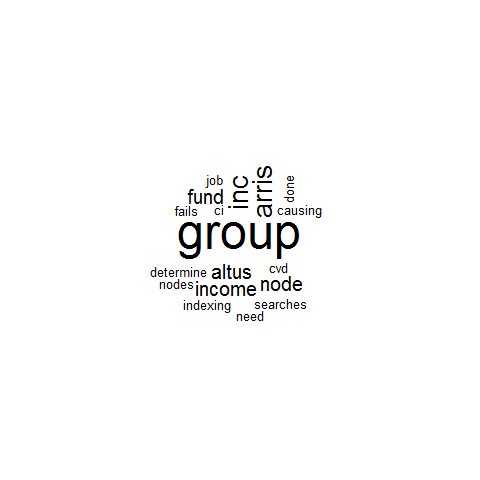 job
fund
inc
arris
done
fails
ci
causing
group
determine
altus
cvd
nodes
income
node
indexing
searches
need